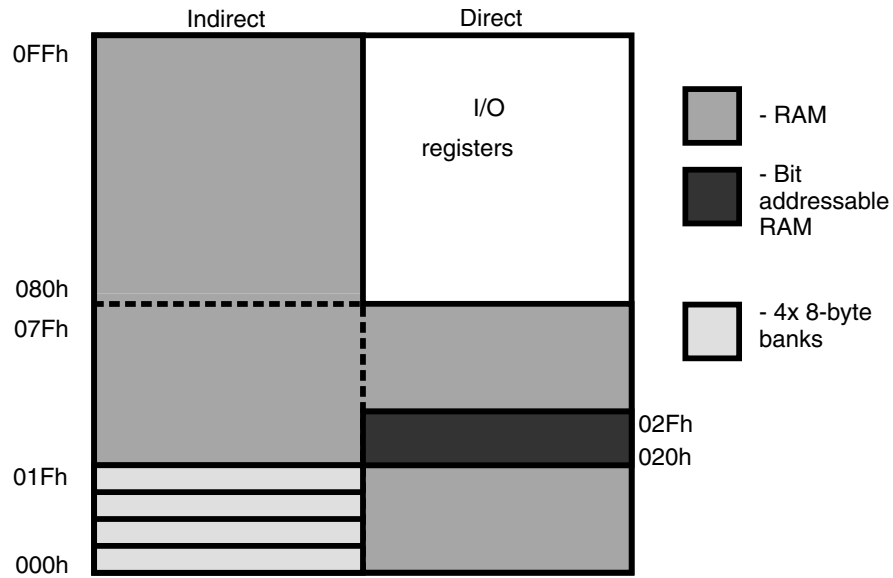 Indirect
Direct
0FFh
I/O
registers
080h
07Fh
02Fh
020h
01Fh
000h
- RAM
- Bit
addressable
RAM
- 4x 8-byte
banks